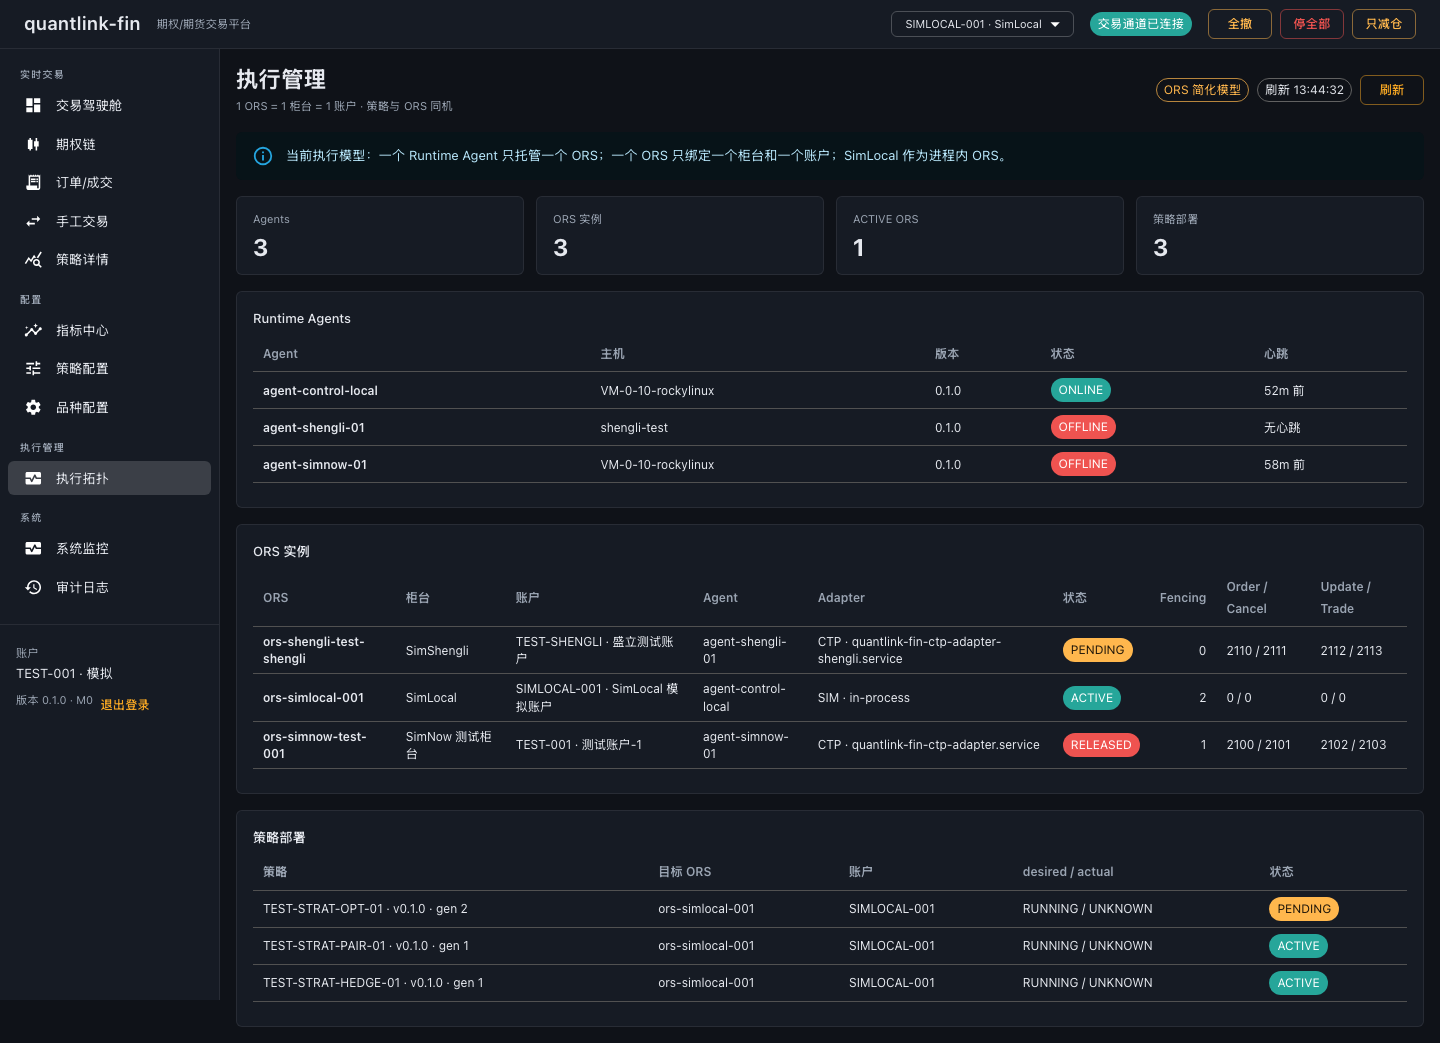 quantlink-fin 期权/期货交易平台 SIMLOCAL-001 · SimLocal 交易通道已连接 全撤 停全部 只减仓
实时交易
交易驾驶舱
期权链
订单/成交
手工交易
策略详情
配置
指标中心
策略配置
品种配置
执行管理
执行拓扑
系统
系统监控
审计日志
账户
TEST-001 · 模拟
版本 0.1.0 · M0 退出登录
执行管理
1 ORS = 1 柜台 = 1 账户 · 策略与 ORS 同机
ORS 简化模型 刷新 13:44:32 刷新
当前执行模型：一个 Runtime Agent 只托管一个 ORS；一个 ORS 只绑定一个柜台和一个账户；SimLocal 作为进程内 ORS。
Agents
3
ORS 实例
3
ACTIVE ORS
1
策略部署
3
Runtime Agents
Agent 主机 版本 状态 心跳
agent-control-local VM-0-10-rockylinux 0.1.0 ONLINE 52m 前
agent-shengli-01 shengli-test 0.1.0 OFFLINE 无心跳
agent-simnow-01 VM-0-10-rockylinux 0.1.0 OFFLINE 58m 前
ORS 实例
ORS 柜台 账户 Agent Adapter 状态 Fencing Order / Cancel Update / Trade
ors-shengli-test-shengli SimShengli TEST-SHENGLI · 盛立测试账户 agent-shengli-01 CTP · quantlink-fin-ctp-adapter-shengli.service PENDING 0 2110 / 2111 2112 / 2113
ors-simlocal-001 SimLocal SIMLOCAL-001 · SimLocal 模拟账户 agent-control-local SIM · in-process ACTIVE 2 0 / 0 0 / 0
ors-simnow-test-001 SimNow 测试柜台 TEST-001 · 测试账户-1 agent-simnow-01 CTP · quantlink-fin-ctp-adapter.service RELEASED 1 2100 / 2101 2102 / 2103
策略部署
策略 目标 ORS 账户 desired / actual 状态
TEST-STRAT-OPT-01 · v0.1.0 · gen 2 ors-simlocal-001 SIMLOCAL-001 RUNNING / UNKNOWN PENDING
TEST-STRAT-PAIR-01 · v0.1.0 · gen 1 ors-simlocal-001 SIMLOCAL-001 RUNNING / UNKNOWN ACTIVE
TEST-STRAT-HEDGE-01 · v0.1.0 · gen 1 ors-simlocal-001 SIMLOCAL-001 RUNNING / UNKNOWN ACTIVE